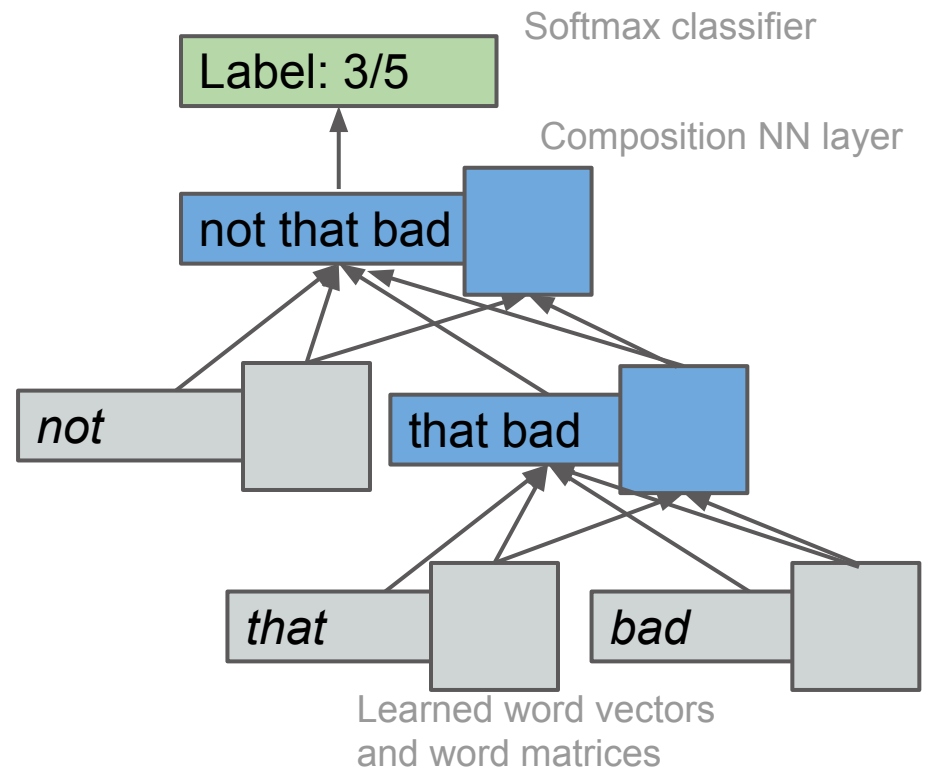 Softmax classifier
Label: 3/5
Composition NN layer
not that bad
not
that bad
that
bad
Learned word vectors
and word matrices